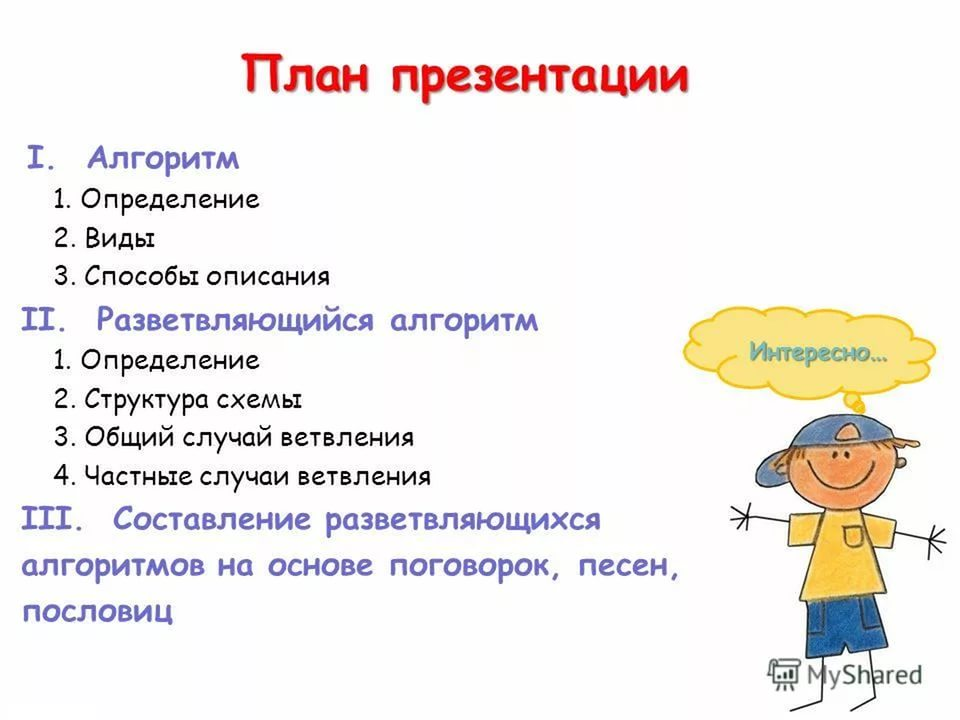 План презентации
I. Алгоритм
1. Определение
2. Виды
3. Способы описания
II. Разветвляющийся алгоритм
1. Определение
2. Структура схемы
3. Общий случай ветвления
4. Частные случаи ветвления
III. Составление разветвляющихся
алгоритмов на основе поговорок, песен,
пословиц
Интересно...
MyShared